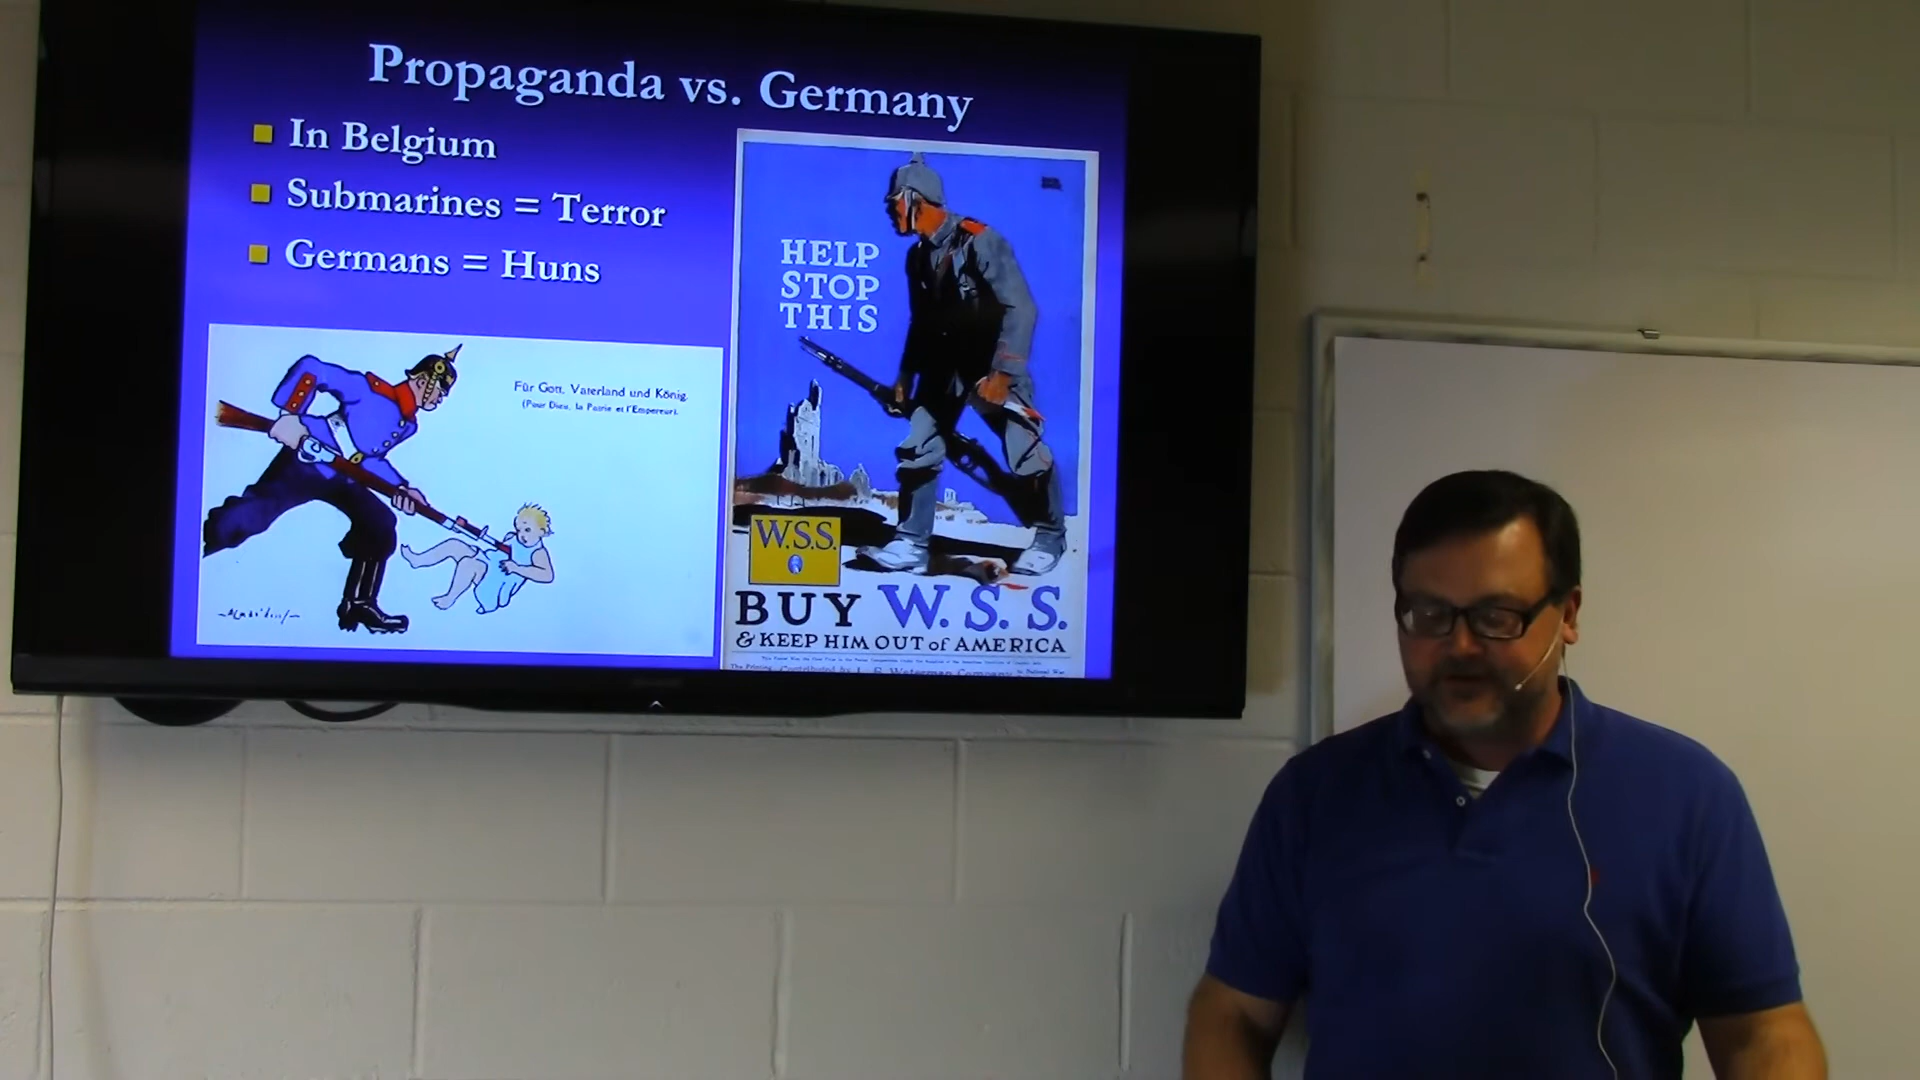 Propaganda vs. Germany
In Belgium
Submarines = Terror
Germans = Huns
Für Gott, Vaterland und König.
(Pour Dieu, la Patrie et l'Empereur).
HELP
STOP
THIS
W.S.S.
BUY W. S. S.
& KEEP HIM OUT of AMERICA